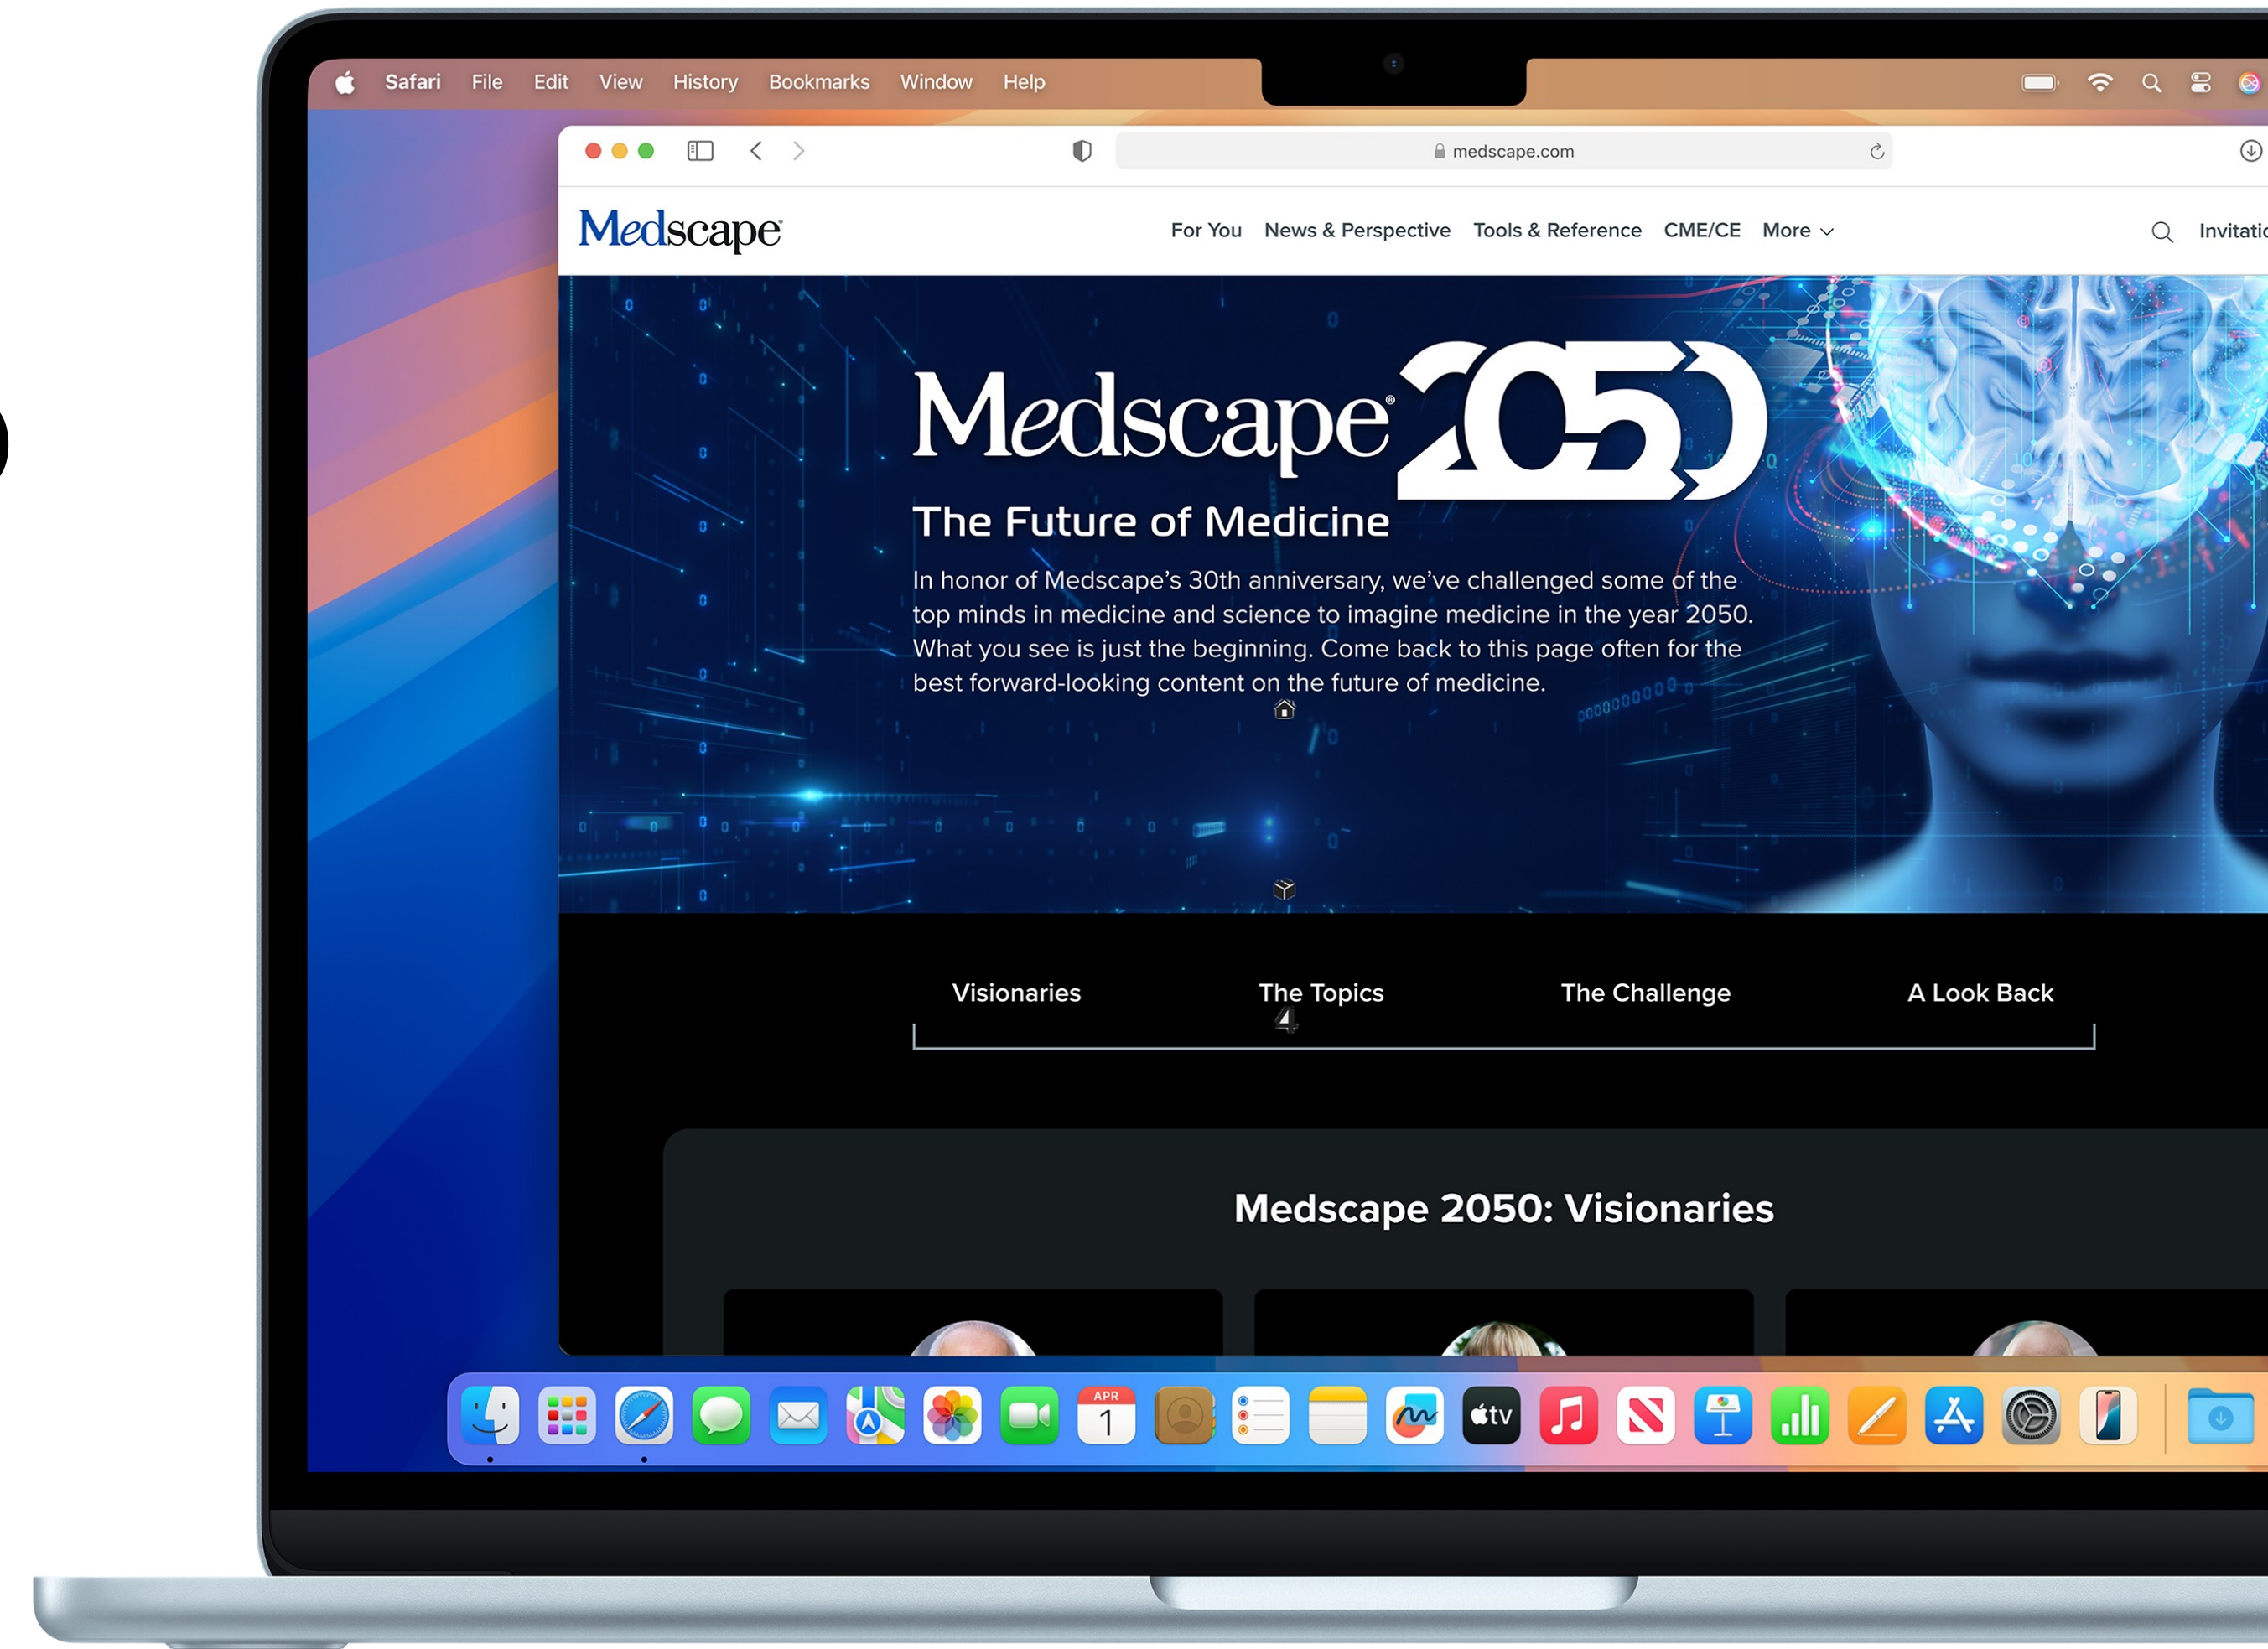 Safari File Edit View History Bookmarks Window Help
medscape.com
Medscape®
For You News & Perspective Tools & Reference CME/CE More
Medscape® 2050
The Future of Medicine
In honor of Medscape’s 30th anniversary, we’ve challenged some of the
top minds in medicine and science to imagine medicine in the year 2050.
What you see is just the beginning. Come back to this page often for the
best forward-looking content on the future of medicine.
Visionaries The Topics The Challenge A Look Back
4
Medscape 2050: Visionaries
APR
1
tv